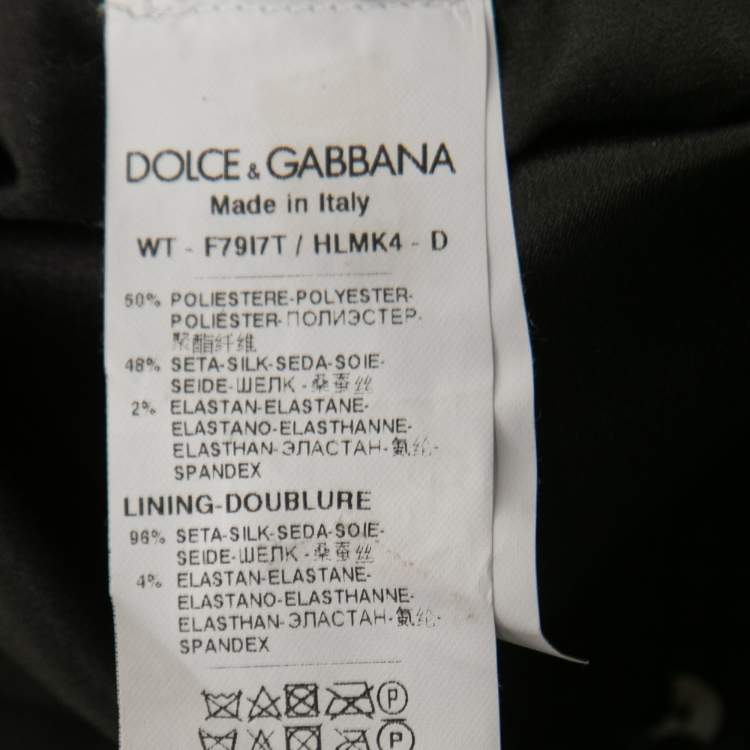 DOLCE & GABBANA
Made in Italy
WT - F79I7T / HLMK4 - D
50% POLIESTERE-POLYESTER-
POLIÉSTER-ПОЛИЭСТЕР-
聚酯纤维
48% SETA-SILK-SEDA-SOIE-
SEIDE-ШЕЛК -桑蚕丝
2% ELASTAN-ELASTANE-
ELASTANO-ELASTHANNE-
ELASTHAN-ЭЛАСТАН-氨纶-
SPANDEX
LINING-DOUBLURE
96% SETA-SILK-SEDA-SOIE-
SEIDE-ШЕЛК -桑蚕丝
4% ELASTAN-ELASTANE-
ELASTANO-ELASTHANNE-
ELASTHAN-ЭЛАСТАН-氨纶-
SPANDEX
P
P